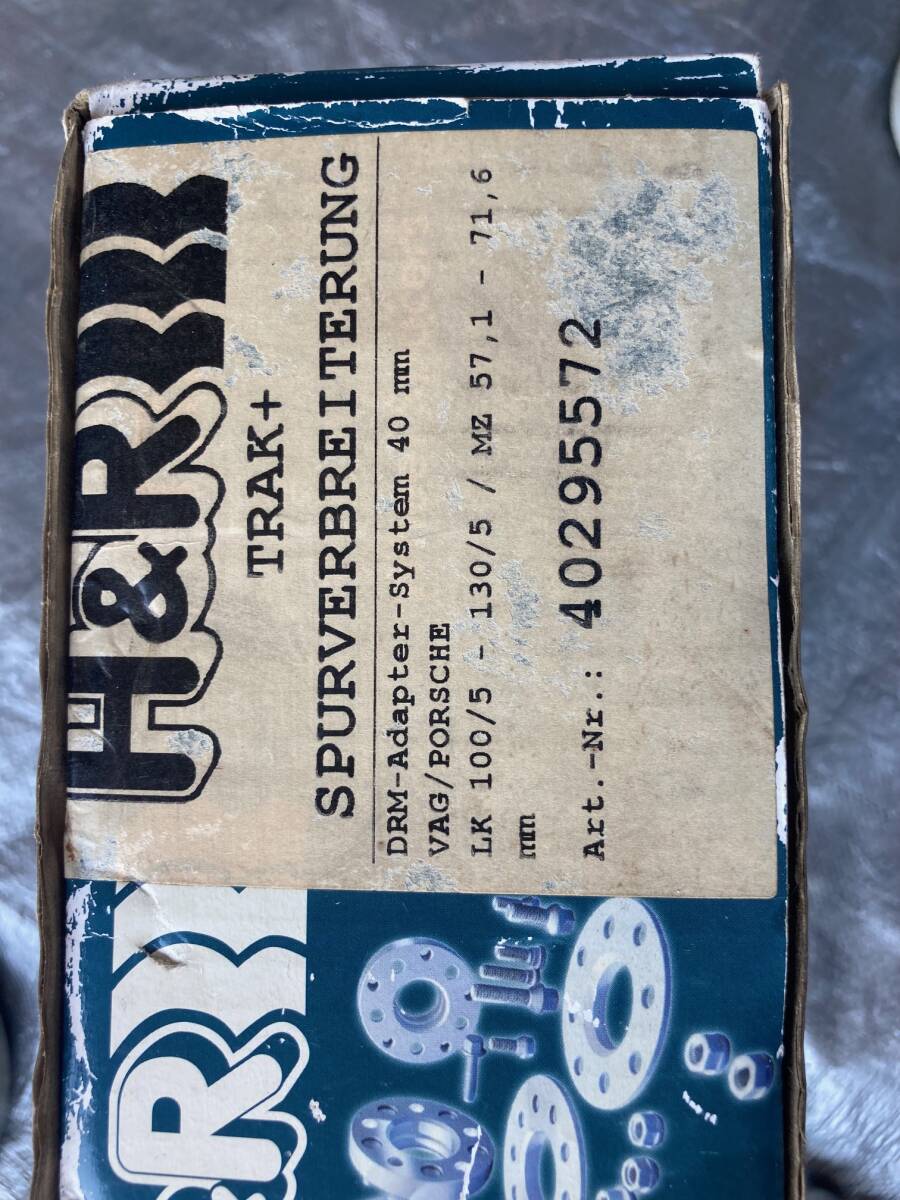 H&R
TRAK+
SPURVERBREITERUNG
DRM-Adapter-System 40 mm
VAG/PORSCHE
LK 100/5 - 130/5 / MZ 57,1 - 71,6
mm
Art.-Nr.: 40295572
&R